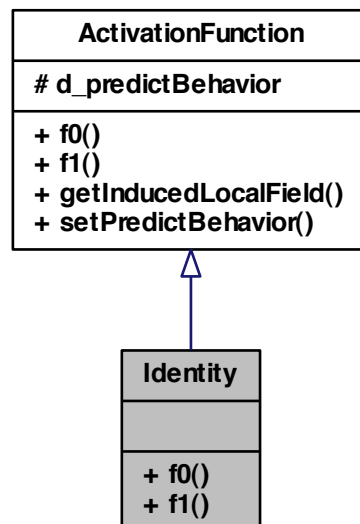 ActivationFunction
# d_predictBehavior
+ f0()
+ f1()
+ getInducedLocalField()
+ setPredictBehavior()
Identity
+ f0()
+ f1()